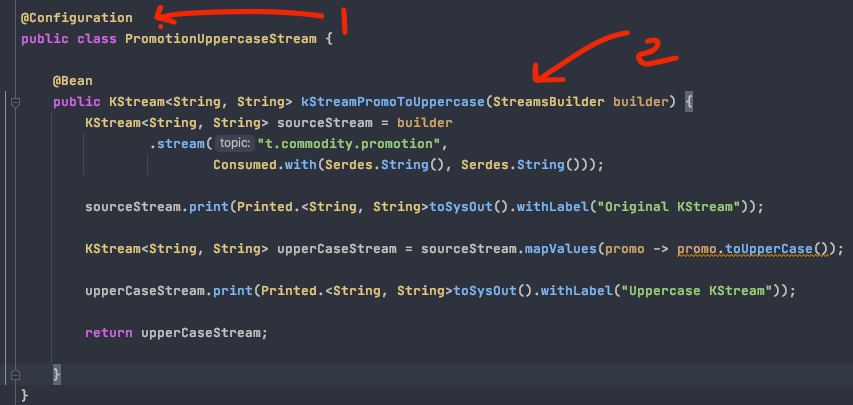 @Configuration 1
public class PromotionUppercaseStream {
2
@Bean
public KStream<String, String> kStreamPromoToUppercase(StreamsBuilder builder) {
KStream<String, String> sourceStream = builder
.stream( topic: "t.commodity.promotion",
Consumed.with(Serdes.String(), Serdes.String()));
sourceStream.print(Printed.<String, String>toSysOut().withLabel("Original KStream"));
KStream<String, String> upperCaseStream = sourceStream.mapValues(promo -> promo.toUpperCase());
upperCaseStream.print(Printed.<String, String>toSysOut().withLabel("Uppercase KStream"));
return upperCaseStream;
}
}